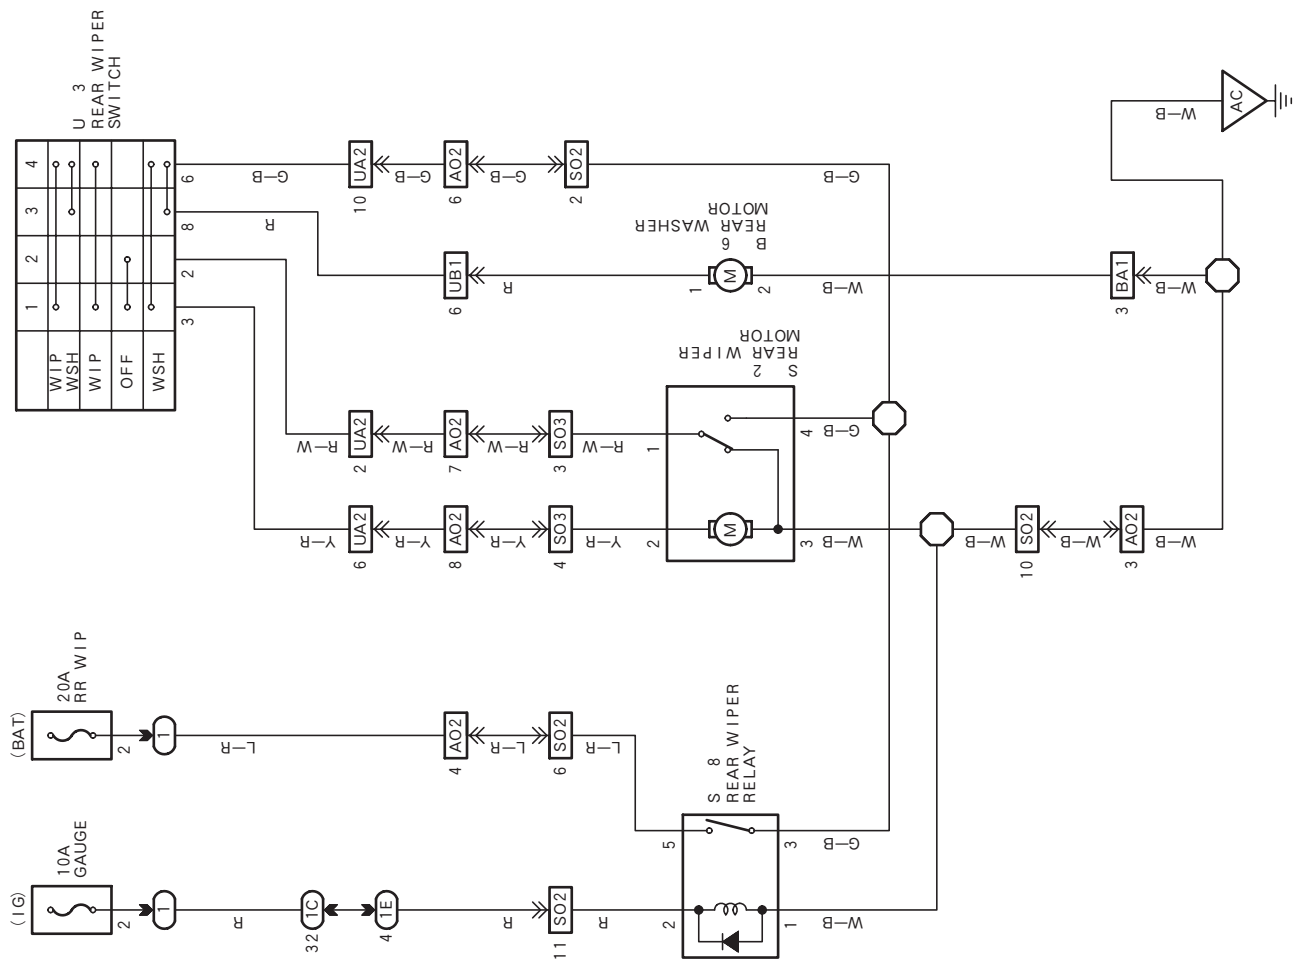 (IG)
10A
GAUGE
2
1
R
32
1C
4
1E
R
11
SO2
R
2
1
S 8
REAR WIPER
RELAY
5
3
W–B
G–B
(BAT)
20A
RR WIP
2
1
L–R
4
AO2
L–R
6
SO2
L–R
U 3
REAR WIPER
SWITCH
1 2 3 4
WIP
WSH
WIP
OFF
WSH
3 2 8 6
6
UA2
Y–R
Y–R
8
AO2
Y–R
4
SO3
Y–R
2
R–W
2
UA2
R–W
7
AO2
R–W
3
SO3
R–W
1
M
S 2
REAR WIPER
MOTOR
3
W–B
4
G–B
W–B
10
SO2
W–B
3
AO2
W–B
R
6
UB1
R
1
M
2
B 6
REAR WASHER
MOTOR
W–B
3
BA1
W–B
G–B
10
UA2
G–B
6
AO2
G–B
2
SO2
G–B
W–B
AC